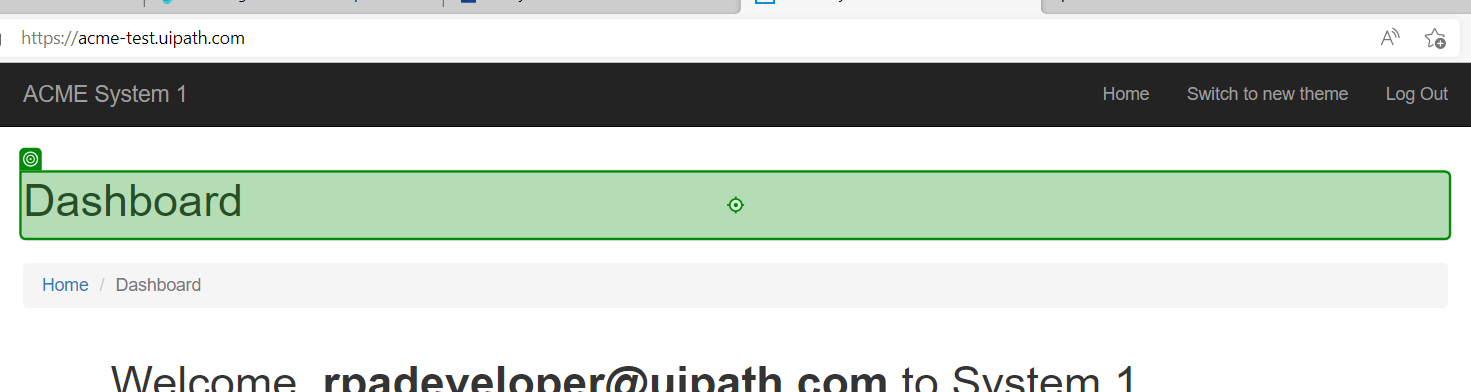 https://acme-test.uipath.com
ACME System 1 Home Switch to new theme Log Out
Dashboard
Home / Dashboard
Welcome, rpadeveloper@uipath.com to System 1